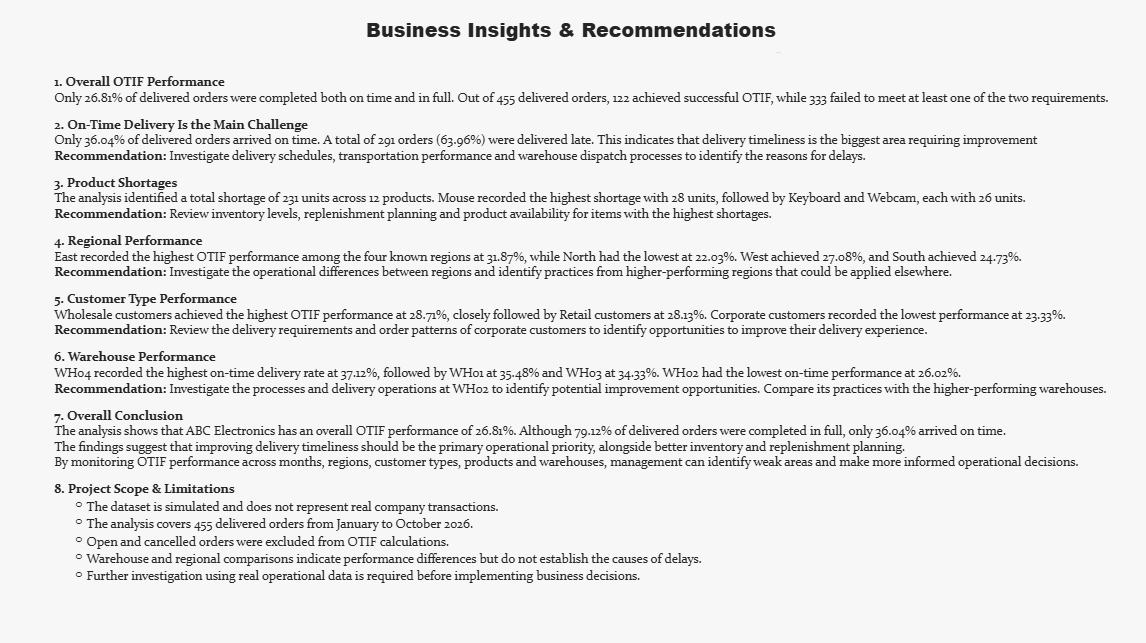 Business Insights & Recommendations
1. Overall OTIF Performance
Only 26.81% of delivered orders were completed both on time and in full. Out of 455 delivered orders, 122 achieved successful OTIF, while 333 failed to meet at least one of the two requirements.
2. On-Time Delivery Is the Main Challenge
Only 36.04% of delivered orders arrived on time. A total of 291 orders (63.96%) were delivered late. This indicates that delivery timeliness is the biggest area requiring improvement
Recommendation: Investigate delivery schedules, transportation performance and warehouse dispatch processes to identify the reasons for delays.
3. Product Shortages
The analysis identified a total shortage of 231 units across 12 products. Mouse recorded the highest shortage with 28 units, followed by Keyboard and Webcam, each with 26 units.
Recommendation: Review inventory levels, replenishment planning and product availability for items with the highest shortages.
4. Regional Performance
East recorded the highest OTIF performance among the four known regions at 31.87%, while North had the lowest at 22.03%. West achieved 27.08%, and South achieved 24.73%.
Recommendation: Investigate the operational differences between regions and identify practices from higher-performing regions that could be applied elsewhere.
5. Customer Type Performance
Wholesale customers achieved the highest OTIF performance at 28.71%, closely followed by Retail customers at 28.13%. Corporate customers recorded the lowest performance at 23.33%.
Recommendation: Review the delivery requirements and order patterns of corporate customers to identify opportunities to improve their delivery experience.
6. Warehouse Performance
WH04 recorded the highest on-time delivery rate at 37.12%, followed by WH01 at 35.48% and WH03 at 34.33%. WH02 had the lowest on-time performance at 26.02%.
Recommendation: Investigate the processes and delivery operations at WH02 to identify potential improvement opportunities. Compare its practices with the higher-performing warehouses.
7. Overall Conclusion
The analysis shows that ABC Electronics has an overall OTIF performance of 26.81%. Although 79.12% of delivered orders were completed in full, only 36.04% arrived on time.
The findings suggest that improving delivery timeliness should be the primary operational priority, alongside better inventory and replenishment planning.
By monitoring OTIF performance across months, regions, customer types, products and warehouses, management can identify weak areas and make more informed operational decisions.
8. Project Scope & Limitations
○ The dataset is simulated and does not represent real company transactions.
○ The analysis covers 455 delivered orders from January to October 2026.
○ Open and cancelled orders were excluded from OTIF calculations.
○ Warehouse and regional comparisons indicate performance differences but do not establish the causes of delays.
○ Further investigation using real operational data is required before implementing business decisions.